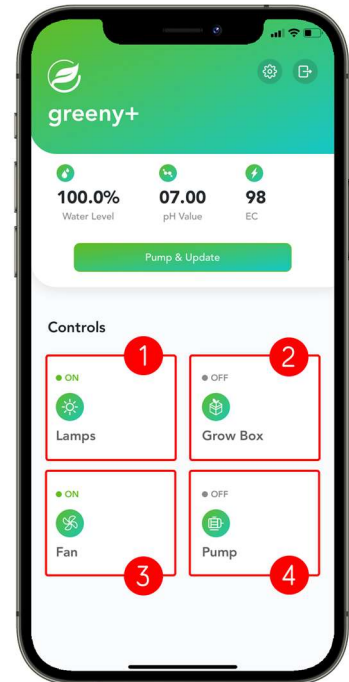 greeny+
100.0% 07.00 98
Water Level pH Value EC
Pump & Update
Controls
1 2
ON OFF
Lamps Grow Box
ON OFF
Fan Pump
3 4